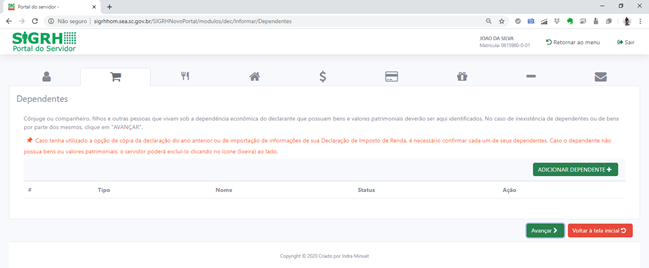 Portal do servidor -
Não seguro | sigrhhom.sea.sc.gov.br/SIGRHNovoPortal/modulos/dec/Informar/Dependentes
SIGRH
Portal do Servidor
JOAO DA SILVA
Matrícula: 0615980-0-01
Retornar ao menu
Sair
Dependentes
Cônjuge ou companheiro, filhos e outras pessoas que vivam sob a dependência econômica do declarante que possuam bens e valores patrimoniais deverão ser aqui identificados. No caso de inexistência de dependentes ou de bens
por parte dos mesmos, clique em "AVANÇAR".
Caso tenha utilizado a opção de cópia da declaração do ano anterior ou de importação de informações de sua Declaração do Imposto de Renda, é necessário confirmar cada um de seus dependentes. Caso o dependente não
possua bens ou valores patrimoniais, o servidor poderá excluí-lo clicando no ícone (lixeira) ao lado.
ADICIONAR DEPENDENTE +
# Tipo Nome Status Ação
Avançar
Voltar à tela inicial
Copyright © 2020 Criado por Indra Minsait